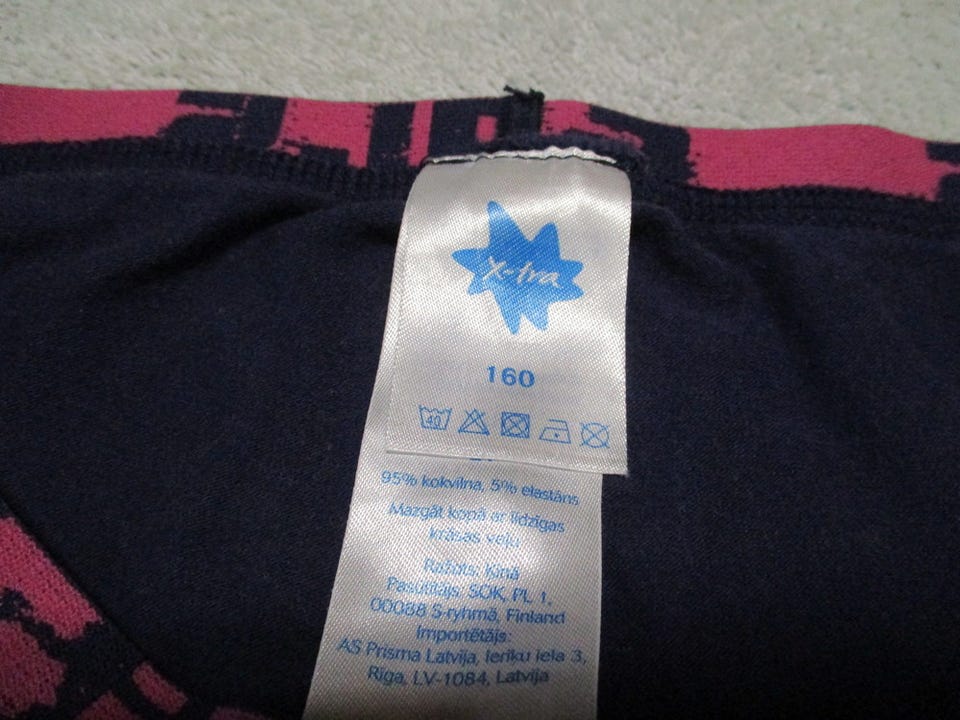 X-tra
160
40
95% kokvilna, 5% elastāns
Mazgāt kopā ar līdzīgas
krāsas veļu
Ražots: Ķīnā
Pasūtītājs: SOK, PL 1,
00088 S-ryhmä, Finland
Importētājs:
AS Prisma Latvija, Ieriķu iela 3,
Rīga, LV-1084, Latvija